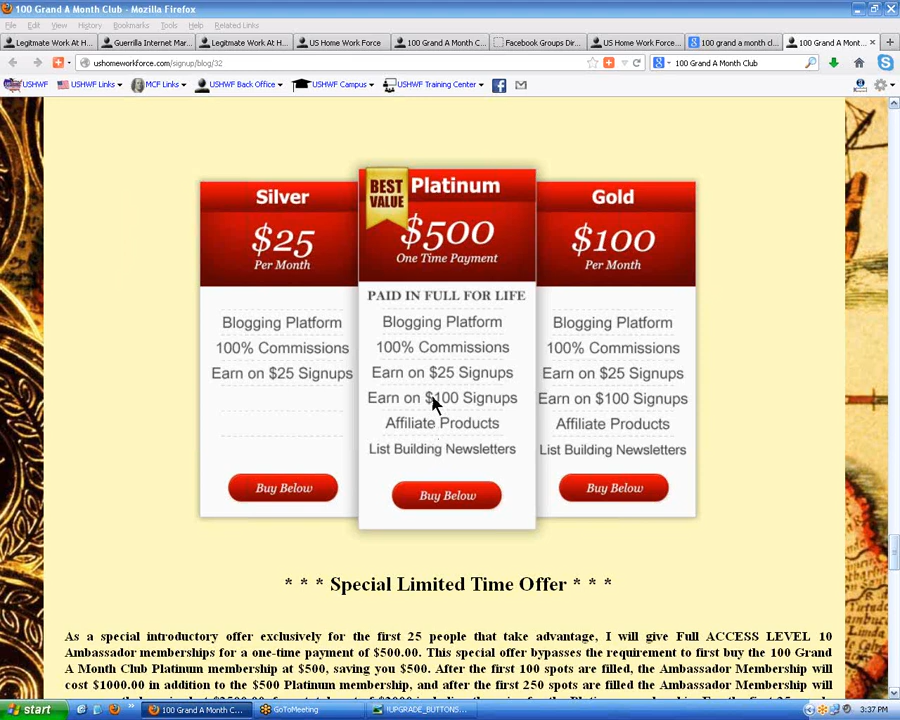 100 Grand A Month Club - Mozilla Firefox
File Edit View History Bookmarks Tools Help Related Links
Legitmate Work At H... Guerrilla Internet Mar... Legitmate Work At H... US Home Work Force 100 Grand A Month C... Facebook Groups Dir... US Home Work Force... 100 grand a month cl... 100 Grand A Mont...
ushomeworkforce.com/signup/blog/32 100 Grand A Month Club
USHWF USHWF Links MCF Links USHWF Back Office USHWF Campus USHWF Training Center
Silver
$25
Per Month
Blogging Platform
100% Commissions
Earn on $25 Signups
Buy Below
BEST
VALUE
Platinum
$500
One Time Payment
PAID IN FULL FOR LIFE
Blogging Platform
100% Commissions
Earn on $25 Signups
Earn on $100 Signups
Affiliate Products
List Building Newsletters
Buy Below
Gold
$100
Per Month
Blogging Platform
100% Commissions
Earn on $25 Signups
Earn on $100 Signups
Affiliate Products
List Building Newsletters
Buy Below
* * * Special Limited Time Offer * * *
As a special introductory offer exclusively for the first 25 people that take advantage, I will give Full ACCESS LEVEL 10
Ambassador memberships for a one-time payment of $500.00. This special offer bypasses the requirement to first buy the 100 Grand
A Month Club Platinum membership at $500, saving you $500. After the first 100 spots are filled, the Ambassador Membership will
cost $1000.00 in addition to the $500 Platinum membership, and after the first 250 spots are filled the Ambassador Membership will
start 100 Grand A Month C... GoToMeeting !UPGRADE_BUTTONS... 3:37 PM